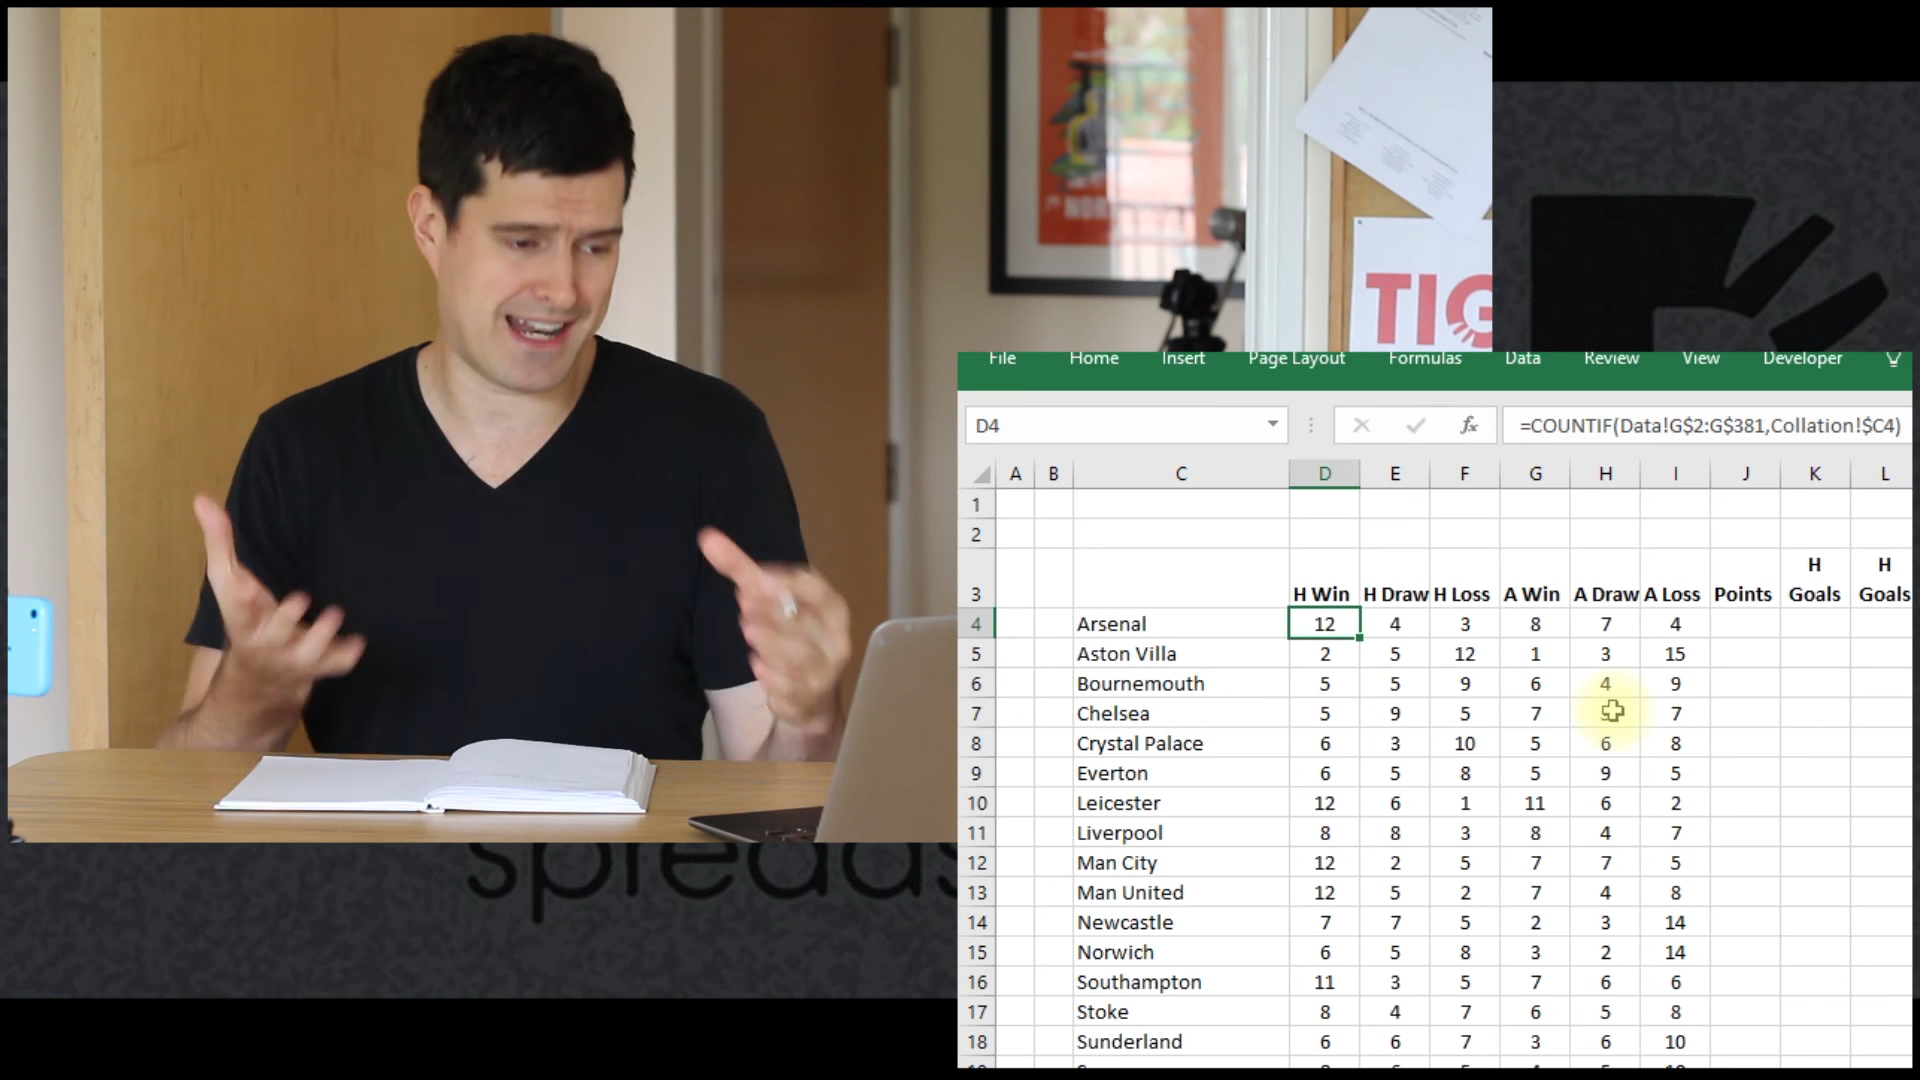 TIG
File Home Insert Page Layout Formulas Data Review View Developer
D4 fx =COUNTIF(Data!G$2:G$381,Collation!$C4)
A B C D E F G H I J K L
1
2
H H
3 H Win H Draw H Loss A Win A Draw A Loss Points Goals Goals
4 Arsenal 12 4 3 8 7 4
5 Aston Villa 2 5 12 1 3 15
6 Bournemouth 5 5 9 6 4 9
7 Chelsea 5 9 5 7 7
8 Crystal Palace 6 3 10 5 6 8
9 Everton 6 5 8 5 9 5
10 Leicester 12 6 1 11 6 2
11 Liverpool 8 8 3 8 4 7
12 Man City 12 2 5 7 7 5
13 Man United 12 5 2 7 4 8
14 Newcastle 7 7 5 2 3 14
15 Norwich 6 5 8 3 2 14
16 Southampton 11 3 5 7 6 6
17 Stoke 8 4 7 6 5 8
18 Sunderland 6 6 7 3 6 10
spreads